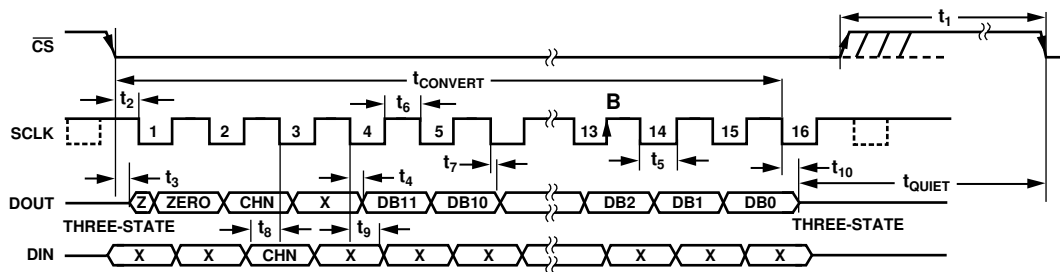 t1
CS
tCONVERT
t2 t6 B
SCLK 1 2 3 4 5 13 14 15 16
t3 t4 t7 t5 t10 tQUIET
DOUT Z ZERO CHN X DB11 DB10 DB2 DB1 DB0
THREE-STATE t8 t9 THREE-STATE
DIN X X CHN X X X X X X